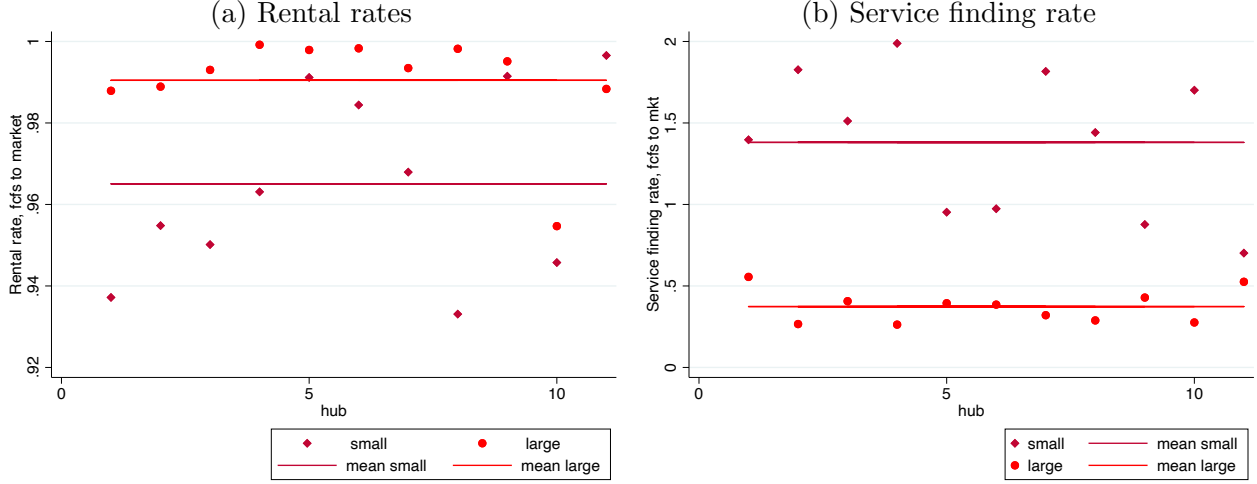 (a) Rental rates
Rental rate, fcfs to market
1
.98
.96
.94
.92
0
5
10
hub
small
large
mean small
mean large
(b) Service finding rate
Service finding rate, fcfs to mkt
2
1.5
1
.5
0
0
5
10
hub
small
mean small
large
mean large